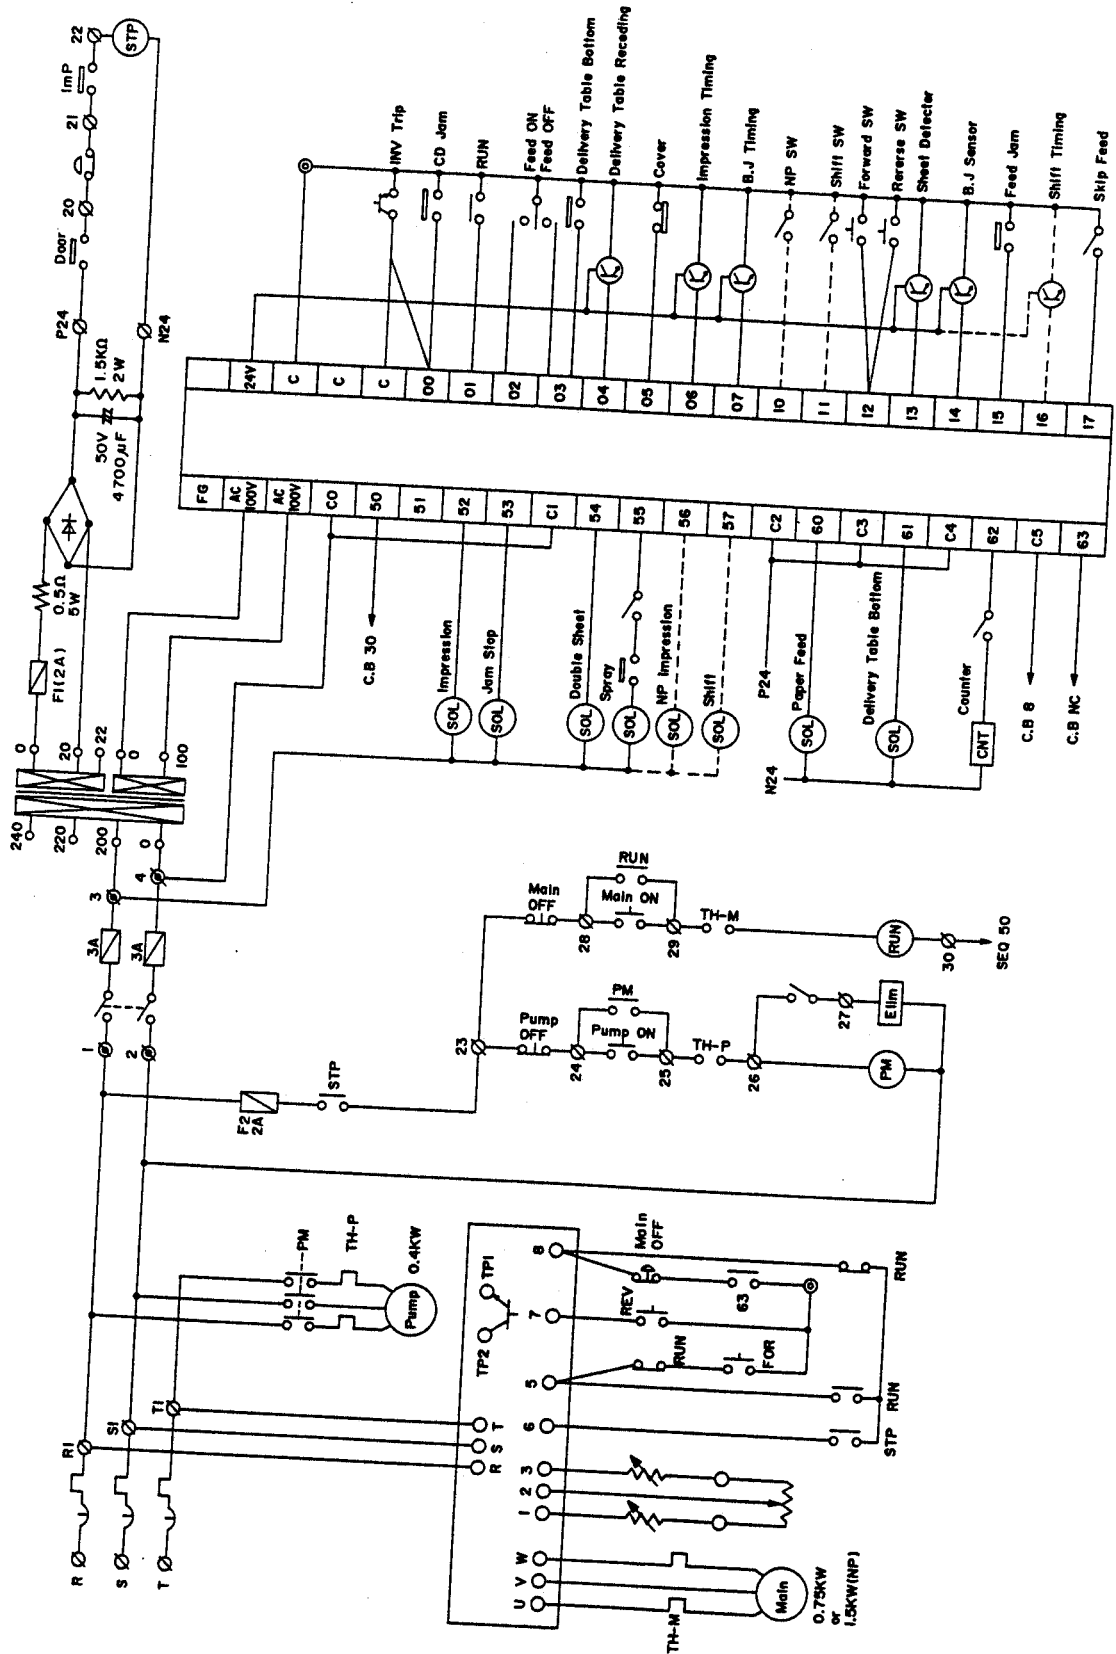 R
S
T
R1
S1
T1
PM
TH-P
Pump
0.4KW
U
V
W
1
2
3
R
S
T
6
5
7
8
TP2
TP1
TH-M
Main
0.75KW
or
1.5KW(NP)
STP
RUN
RUN
FOR
REV
63
Main
OFF
RUN
1
2
3A
3A
3
4
F2
2A
STP
23
Pump
OFF
24
Pump ON
PM
25
TH-P
26
27
Elim
PM
Main
OFF
28
Main ON
RUN
29
TH-M
RUN
30
SEQ 50
240
220
200
0
0
20
22
0
100
F1(2A)
0.5Ω
5W
50V
4700µF
1.5KΩ
2W
P24
N24
Door
20
21
ImP
22
STP
FG
AC
100V
AC
100V
C0
50
51
52
53
C1
54
55
56
57
C2
60
C3
61
C4
62
C5
63
C.B 30
Impression
SOL
Jam Stop
SOL
Double Sheet
SOL
Spray
SOL
NP Impression
SOL
Shift
SOL
P24
N24
Paper Feed
SOL
Delivery Table Bottom
SOL
Counter
CNT
C.B 8
C.B NC
24V
C
C
C
00
01
02
03
04
05
06
07
10
11
12
13
14
15
16
17
INV Trip
CD Jam
RUN
Feed ON
Feed OFF
Delivery Table Bottom
Delivery Table Receding
Cover
Impression Timing
B.J Timing
NP SW
Shift SW
Forward SW
Rererse SW
Sheet Detecter
B.J Sensor
Feed Jam
Shift Timing
Skip Feed